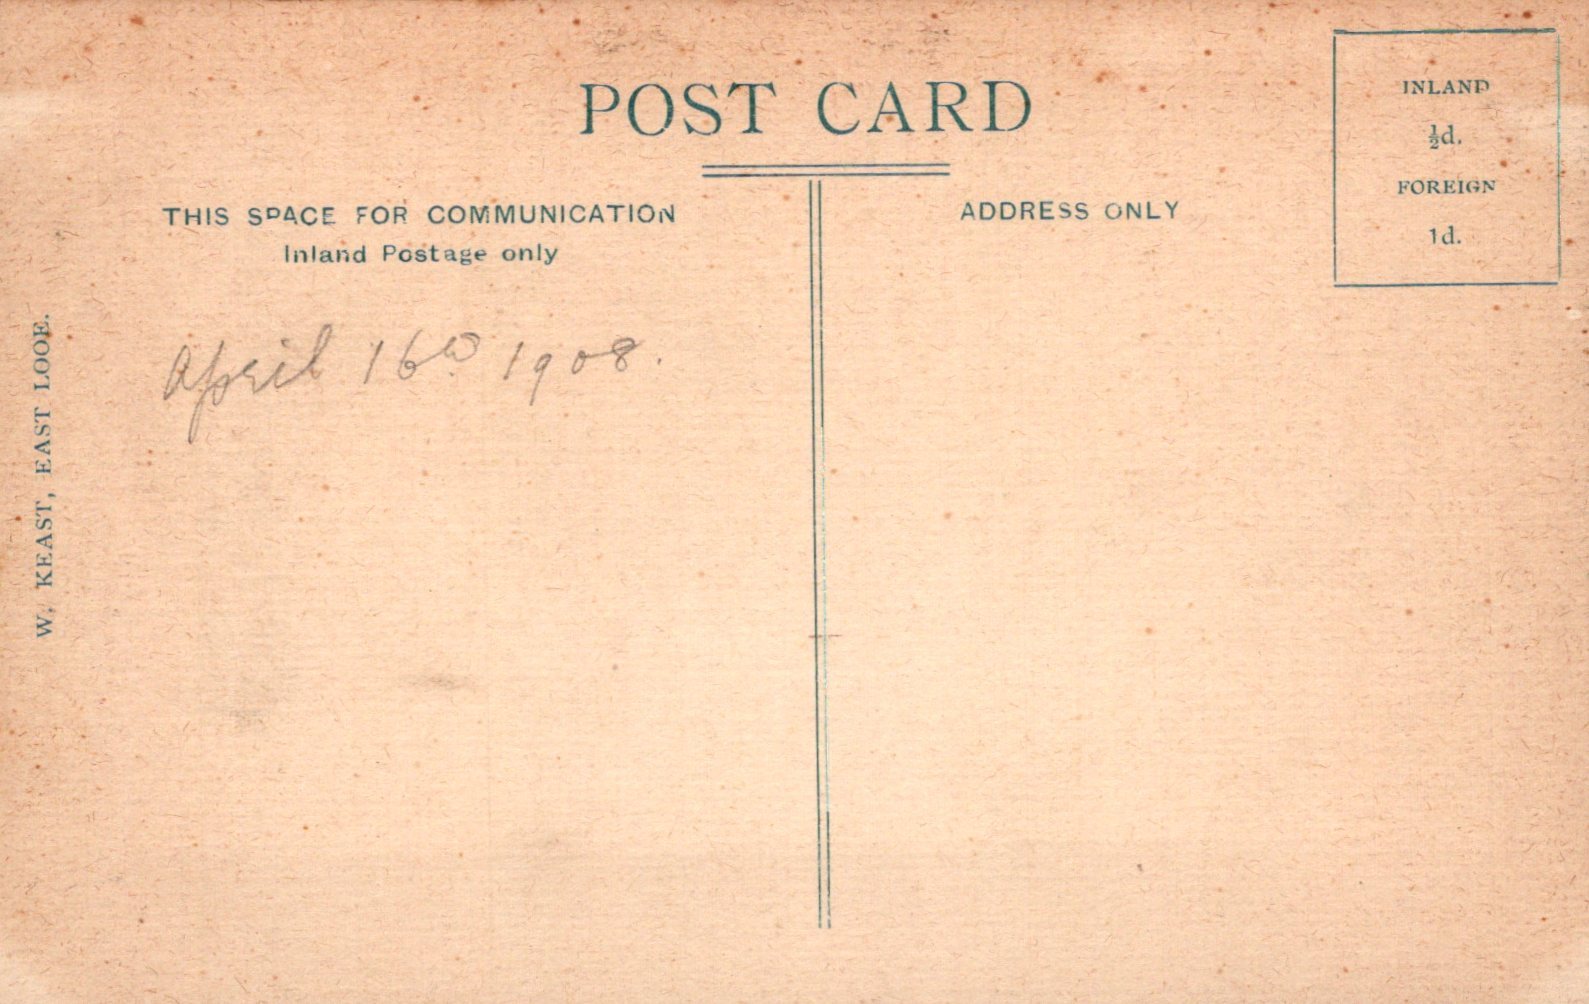 POST CARD
THIS SPACE FOR COMMUNICATION
Inland Postage only
ADDRESS ONLY
INLAND
½d.
FOREIGN
1d.
April 16th 1908.
W. KEAST, EAST LOOE.